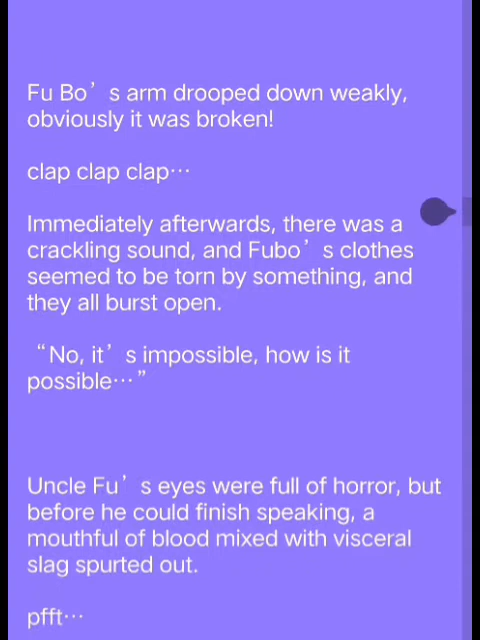 Fu Bo’s arm drooped down weakly,
obviously it was broken!
clap clap clap…
Immediately afterwards, there was a
crackling sound, and Fubo’s clothes
seemed to be torn by something, and
they all burst open.
“No, it’s impossible, how is it
possible…”
Uncle Fu’s eyes were full of horror, but
before he could finish speaking, a
mouthful of blood mixed with visceral
slag spurted out.
pfft…